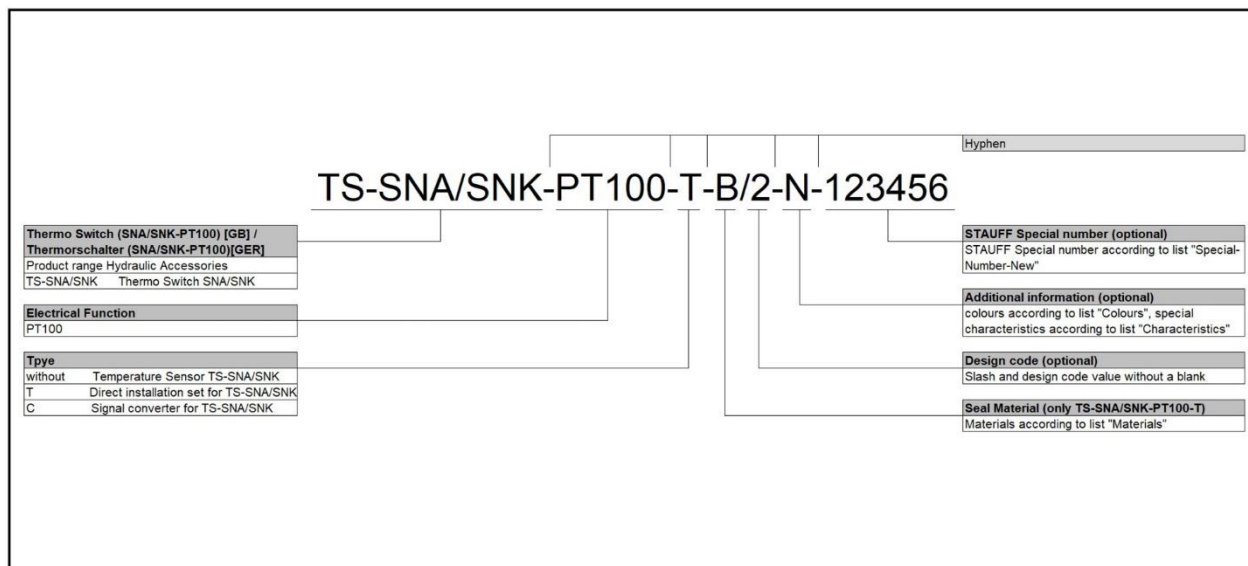 Hyphen
TS-SNA/SNK-PT100-T-B/2-N-123456
Thermo Switch (SNA/SNK-PT100) [GB] /
Thermorschalter (SNA/SNK-PT100)[GER]
Product range Hydraulic Accessories
TS-SNA/SNK Thermo Switch SNA/SNK
Electrical Function
PT100
Tpye
without Temperature Sensor TS-SNA/SNK
T Direct installation set for TS-SNA/SNK
C Signal converter for TS-SNA/SNK
STAUFF Special number (optional)
STAUFF Special number according to list "Special-
Number-New"
Additional information (optional)
colours according to list "Colours", special
characteristics according to list "Characteristics"
Design code (optional)
Slash and design code value without a blank
Seal Material (only TS-SNA/SNK-PT100-T)
Materials according to list "Materials"